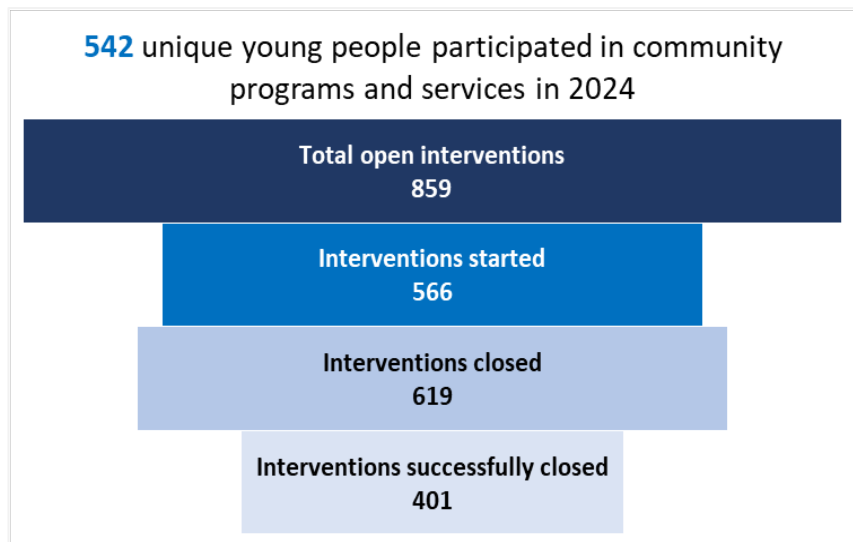 542 unique young people participated in community
programs and services in 2024
Total open interventions
859
Interventions started
566
Interventions closed
619
Interventions successfully closed
401